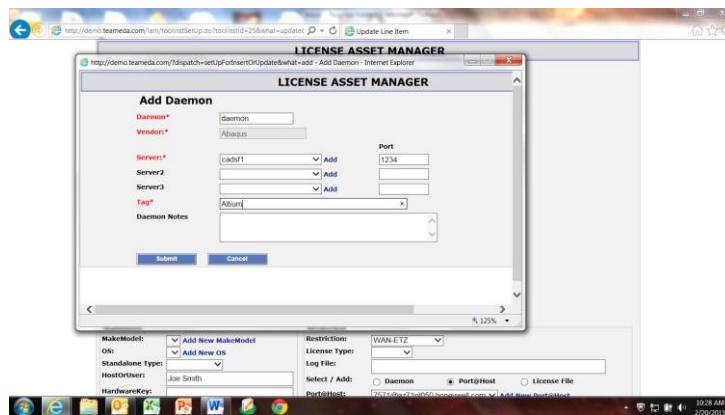 http://demo.teameda.com/lam/toolinstSetUp.do?toolinstid=25&what=update
Update Line Item
LICENSE ASSET MANAGER
http://demo.teameda.com/?dispatch=setUpForInsertOrUpdate&what=add - Add Daemon - Internet Explorer
LICENSE ASSET MANAGER
Add Daemon
Daemon* daemon
Vendor:* Abaqus
Port
Server:* cadsf1 Add 1234
Server2 Add
Server3 Add
Tag* Altium
Daemon Notes
Submit Cancel
125%
MakeModel: Add New MakeModel Restriction: WAN-ETZ
OS: Add New OS License Type:
Standalone Type: Log File:
HostOrUser: Joe Smith Select / Add: Daemon Port@Host License File
HardwareKey: Port@Host: Add New Port@Host
10:28 AM